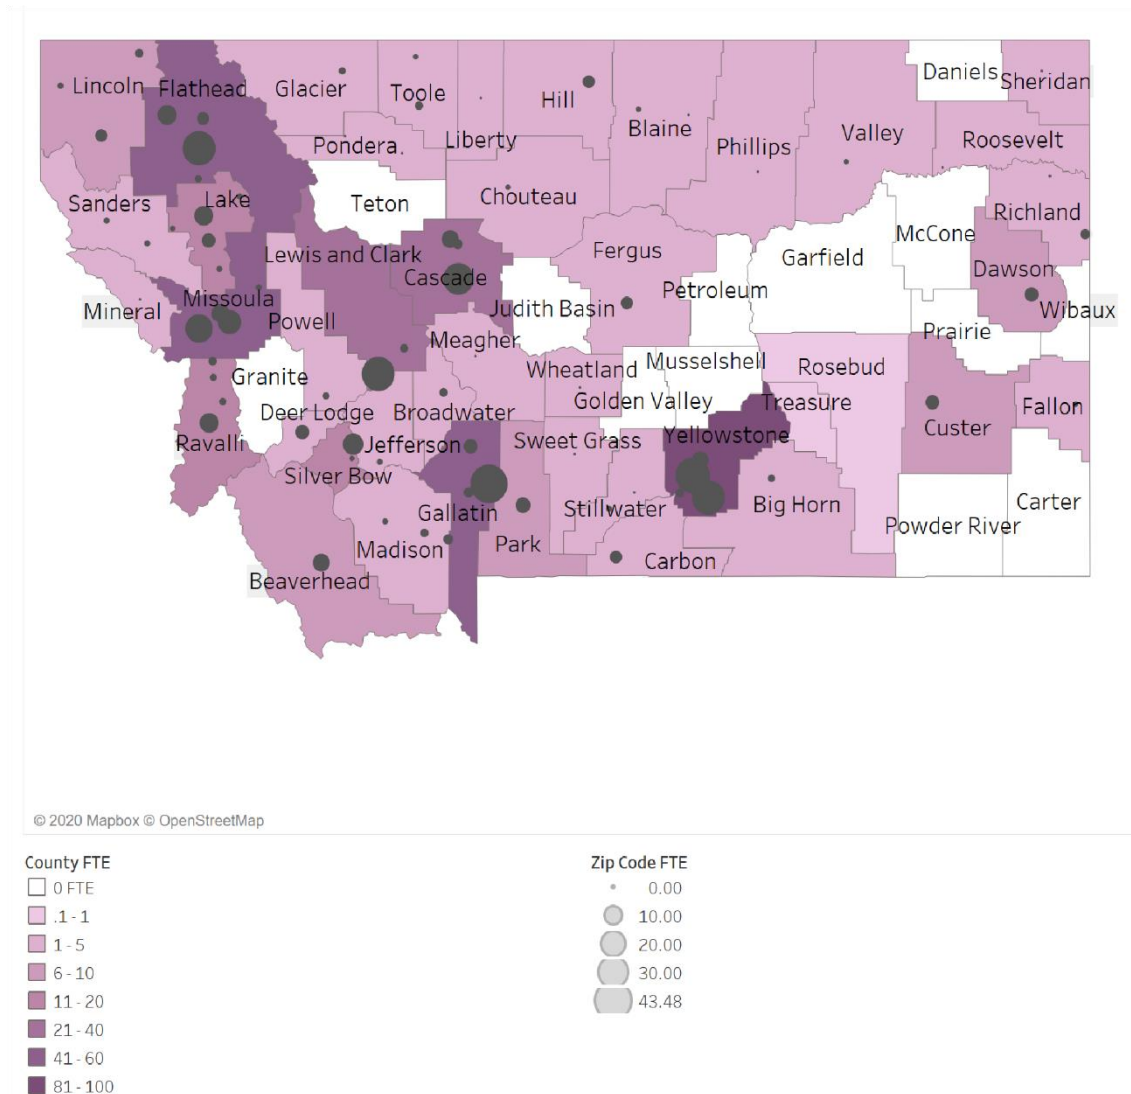 Daniels
Sheridan
Lincoln
Flathead
Glacier
Toole
Hill
Liberty
Blaine
Phillips
Valley
Roosevelt
Pondera
Chouteau
Sanders
Lake
Teton
Richland
McCone
Lewis and Clark
Fergus
Garfield
Cascade
Dawson
Petroleum
Judith Basin
Missoula
Mineral
Powell
Wibaux
Prairie
Meagher
Musselshell
Wheatland
Rosebud
Granite
Golden Valley
Treasure
Deer Lodge
Broadwater
Fallon
Custer
Ravalli
Jefferson
Sweet Grass
Yellowstone
Silver Bow
Stillwater
Big Horn
Carter
Gallatin
Powder River
Madison
Park
Carbon
Beaverhead
© 2020 Mapbox © OpenStreetMap
County FTE
0 FTE
.1 - 1
1 - 5
6 - 10
11 - 20
21 - 40
41 - 60
81 - 100
Zip Code FTE
0.00
10.00
20.00
30.00
43.48